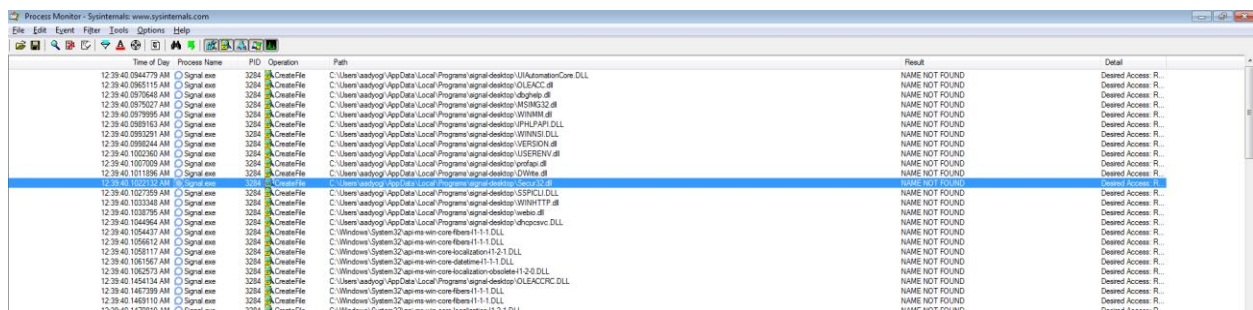 Process Monitor - Sysinternals: www.sysinternals.com
File Edit Event Filter Tools Options Help
Time of Day Process Name PID Operation Path Result Detail
12:39:40.0944779 AM Signal.exe 3284 CreateFile C:\Users\aadyogi\AppData\Local\Programs\signal-desktop\UIAutomationCore.DLL NAME NOT FOUND Desired Access: R...
12:39:40.0965115 AM Signal.exe 3284 CreateFile C:\Users\aadyogi\AppData\Local\Programs\signal-desktop\OLEACC.dll NAME NOT FOUND Desired Access: R...
12:39:40.0970648 AM Signal.exe 3284 CreateFile C:\Users\aadyogi\AppData\Local\Programs\signal-desktop\dbghelp.dll NAME NOT FOUND Desired Access: R...
12:39:40.0975027 AM Signal.exe 3284 CreateFile C:\Users\aadyogi\AppData\Local\Programs\signal-desktop\MSIMG32.dll NAME NOT FOUND Desired Access: R...
12:39:40.0979995 AM Signal.exe 3284 CreateFile C:\Users\aadyogi\AppData\Local\Programs\signal-desktop\WINMM.dll NAME NOT FOUND Desired Access: R...
12:39:40.0989163 AM Signal.exe 3284 CreateFile C:\Users\aadyogi\AppData\Local\Programs\signal-desktop\IPHLPAPI.DLL NAME NOT FOUND Desired Access: R...
12:39:40.0993291 AM Signal.exe 3284 CreateFile C:\Users\aadyogi\AppData\Local\Programs\signal-desktop\WINNSI.DLL NAME NOT FOUND Desired Access: R...
12:39:40.0998244 AM Signal.exe 3284 CreateFile C:\Users\aadyogi\AppData\Local\Programs\signal-desktop\VERSION.dll NAME NOT FOUND Desired Access: R...
12:39:40.1002360 AM Signal.exe 3284 CreateFile C:\Users\aadyogi\AppData\Local\Programs\signal-desktop\USERENV.dll NAME NOT FOUND Desired Access: R...
12:39:40.1007009 AM Signal.exe 3284 CreateFile C:\Users\aadyogi\AppData\Local\Programs\signal-desktop\profapi.dll NAME NOT FOUND Desired Access: R...
12:39:40.1011896 AM Signal.exe 3284 CreateFile C:\Users\aadyogi\AppData\Local\Programs\signal-desktop\DWrite.dll NAME NOT FOUND Desired Access: R...
12:39:40.1022132 AM Signal.exe 3284 CreateFile C:\Users\aadyogi\AppData\Local\Programs\signal-desktop\Secur32.dll NAME NOT FOUND Desired Access: R...
12:39:40.1027359 AM Signal.exe 3284 CreateFile C:\Users\aadyogi\AppData\Local\Programs\signal-desktop\SSPICLI.DLL NAME NOT FOUND Desired Access: R...
12:39:40.1033348 AM Signal.exe 3284 CreateFile C:\Users\aadyogi\AppData\Local\Programs\signal-desktop\WINHTTP.dll NAME NOT FOUND Desired Access: R...
12:39:40.1038795 AM Signal.exe 3284 CreateFile C:\Users\aadyogi\AppData\Local\Programs\signal-desktop\webio.dll NAME NOT FOUND Desired Access: R...
12:39:40.1044964 AM Signal.exe 3284 CreateFile C:\Users\aadyogi\AppData\Local\Programs\signal-desktop\dhcpcsvc.DLL NAME NOT FOUND Desired Access: R...
12:39:40.1054437 AM Signal.exe 3284 CreateFile C:\Windows\System32\api-ms-win-core-fibers-l1-1-1.DLL NAME NOT FOUND Desired Access: R...
12:39:40.1056612 AM Signal.exe 3284 CreateFile C:\Windows\System32\api-ms-win-core-fibers-l1-1-1.DLL NAME NOT FOUND Desired Access: R...
12:39:40.1058117 AM Signal.exe 3284 CreateFile C:\Windows\System32\api-ms-win-core-localization-l1-2-1.DLL NAME NOT FOUND Desired Access: R...
12:39:40.1061567 AM Signal.exe 3284 CreateFile C:\Windows\System32\api-ms-win-core-datetime-l1-1-1.DLL NAME NOT FOUND Desired Access: R...
12:39:40.1062573 AM Signal.exe 3284 CreateFile C:\Windows\System32\api-ms-win-core-localization-obsolete-l1-2-0.DLL NAME NOT FOUND Desired Access: R...
12:39:40.1454134 AM Signal.exe 3284 CreateFile C:\Users\aadyogi\AppData\Local\Programs\signal-desktop\OLEACCRC.DLL NAME NOT FOUND Desired Access: R...
12:39:40.1467399 AM Signal.exe 3284 CreateFile C:\Windows\System32\api-ms-win-core-fibers-l1-1-1.DLL NAME NOT FOUND Desired Access: R...
12:39:40.1469110 AM Signal.exe 3284 CreateFile C:\Windows\System32\api-ms-win-core-fibers-l1-1-1.DLL NAME NOT FOUND Desired Access: R...